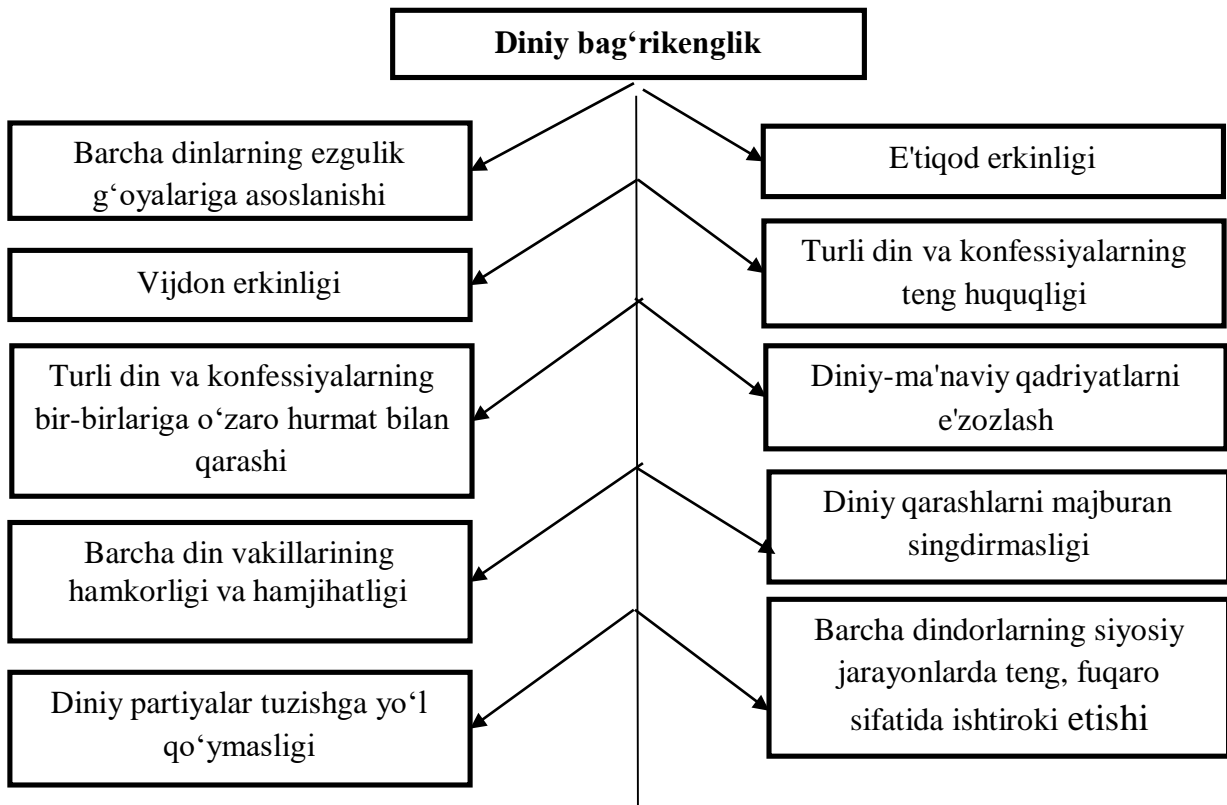 Diniy bag‘rikenglik
Barcha dinlarning ezgulik
g‘oyalariga asoslanishi
E'tiqod erkinligi
Vijdon erkinligi
Turli din va konfessiyalarning
teng huquqligi
Turli din va konfessiyalarning
bir-birlariga o‘zaro hurmat bilan
qarashi
Diniy-ma'naviy qadriyatlarni
e'zozlash
Barcha din vakillarining
hamkorligi va hamjihatligi
Diniy qarashlarni majburan
singdirmasligi
Diniy partiyalar tuzishga yo‘l
qo‘ymasligi
Barcha dindorlarning siyosiy
jarayonlarda teng, fuqaro
sifatida ishtiroki etishi